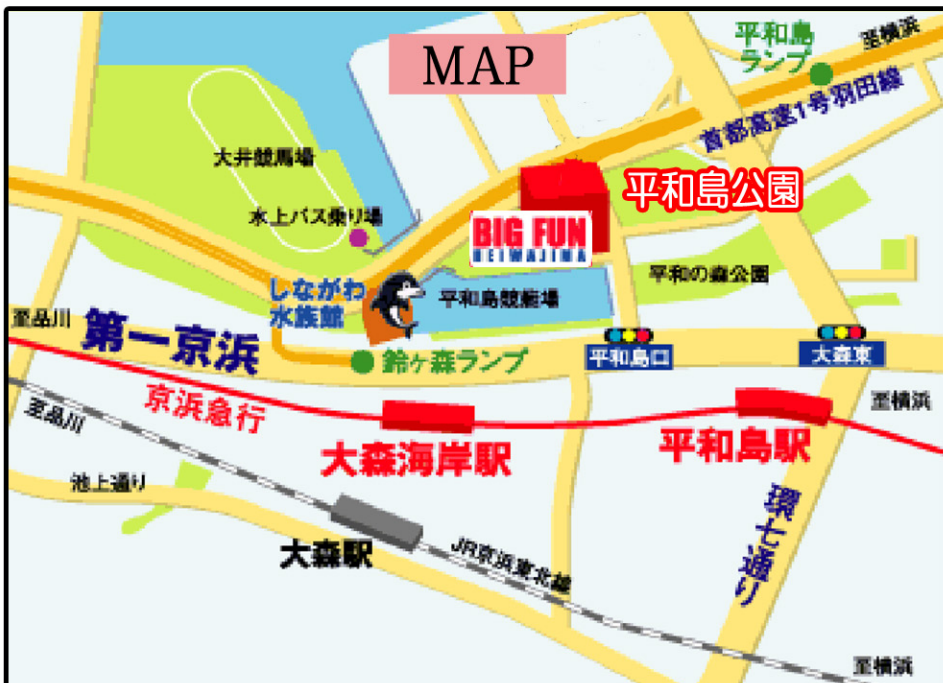 MAP
平和島
ランプ
至横浜
首都高速1号羽田線
大井競馬場
水上バス乗り場
平和島公園
BIG FUN
HEIWAJIMA
平和の森公園
しながわ
水族館
平和島競艇場
至品川
第一京浜
鈴ヶ森ランプ
平和島口
大森東
京浜急行
至品川
至横浜
大森海岸駅
平和島駅
池上通り
大森駅
JR京浜東北線
環七通り
至横浜